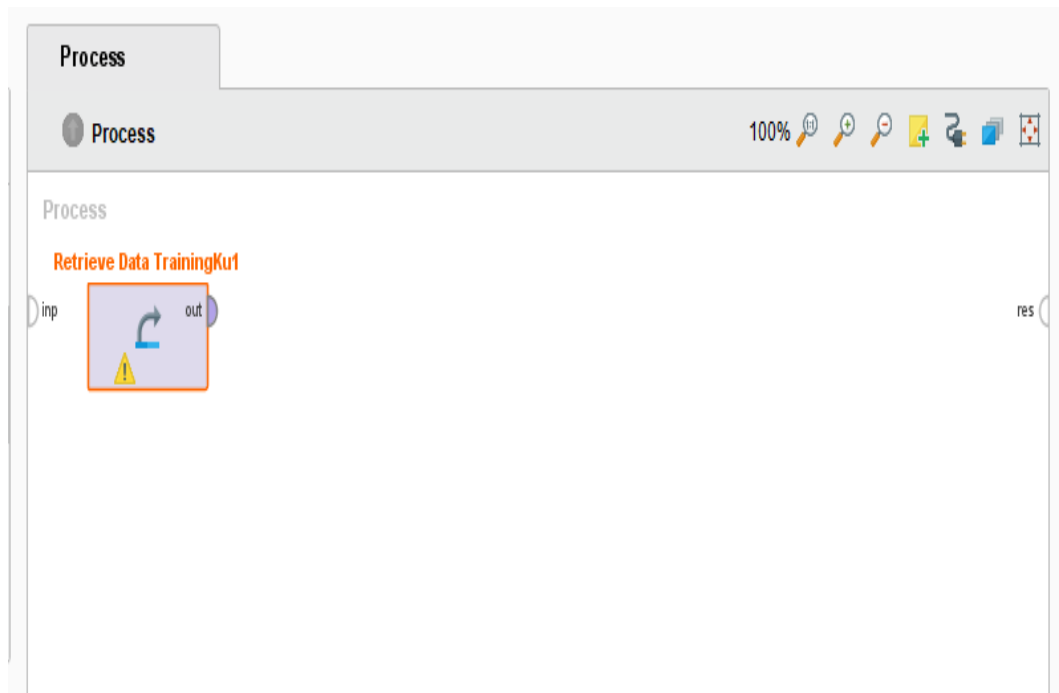 Process
Process
100%
Process
Retrieve Data TrainingKu1
inp
out
res